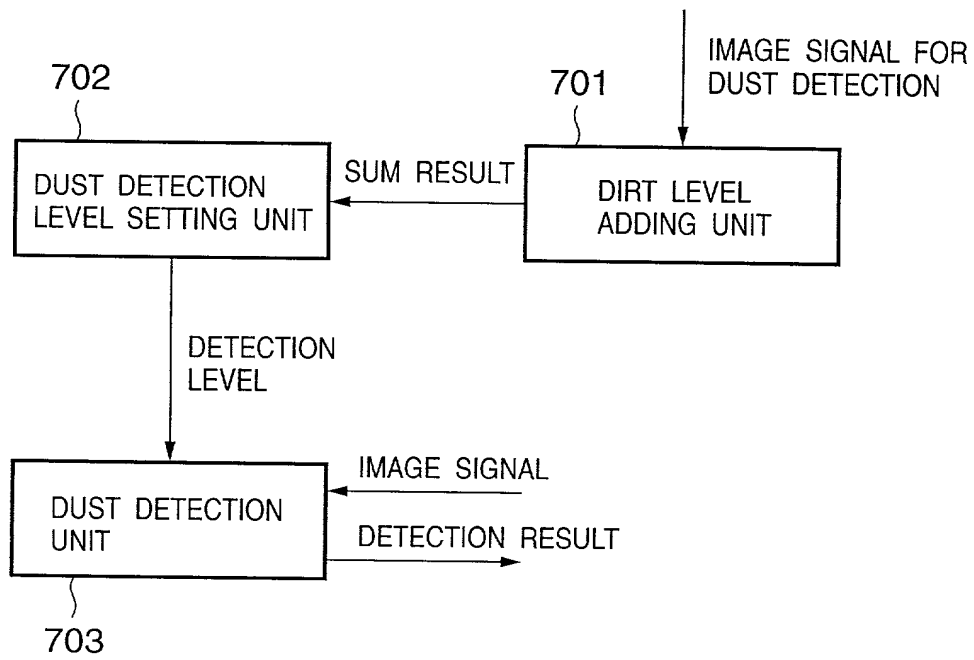 IMAGE SIGNAL FOR
DUST DETECTION
702
701
DUST DETECTION
LEVEL SETTING UNIT
SUM RESULT
DIRT LEVEL
ADDING UNIT
DETECTION
LEVEL
DUST DETECTION
UNIT
IMAGE SIGNAL
DETECTION RESULT
703